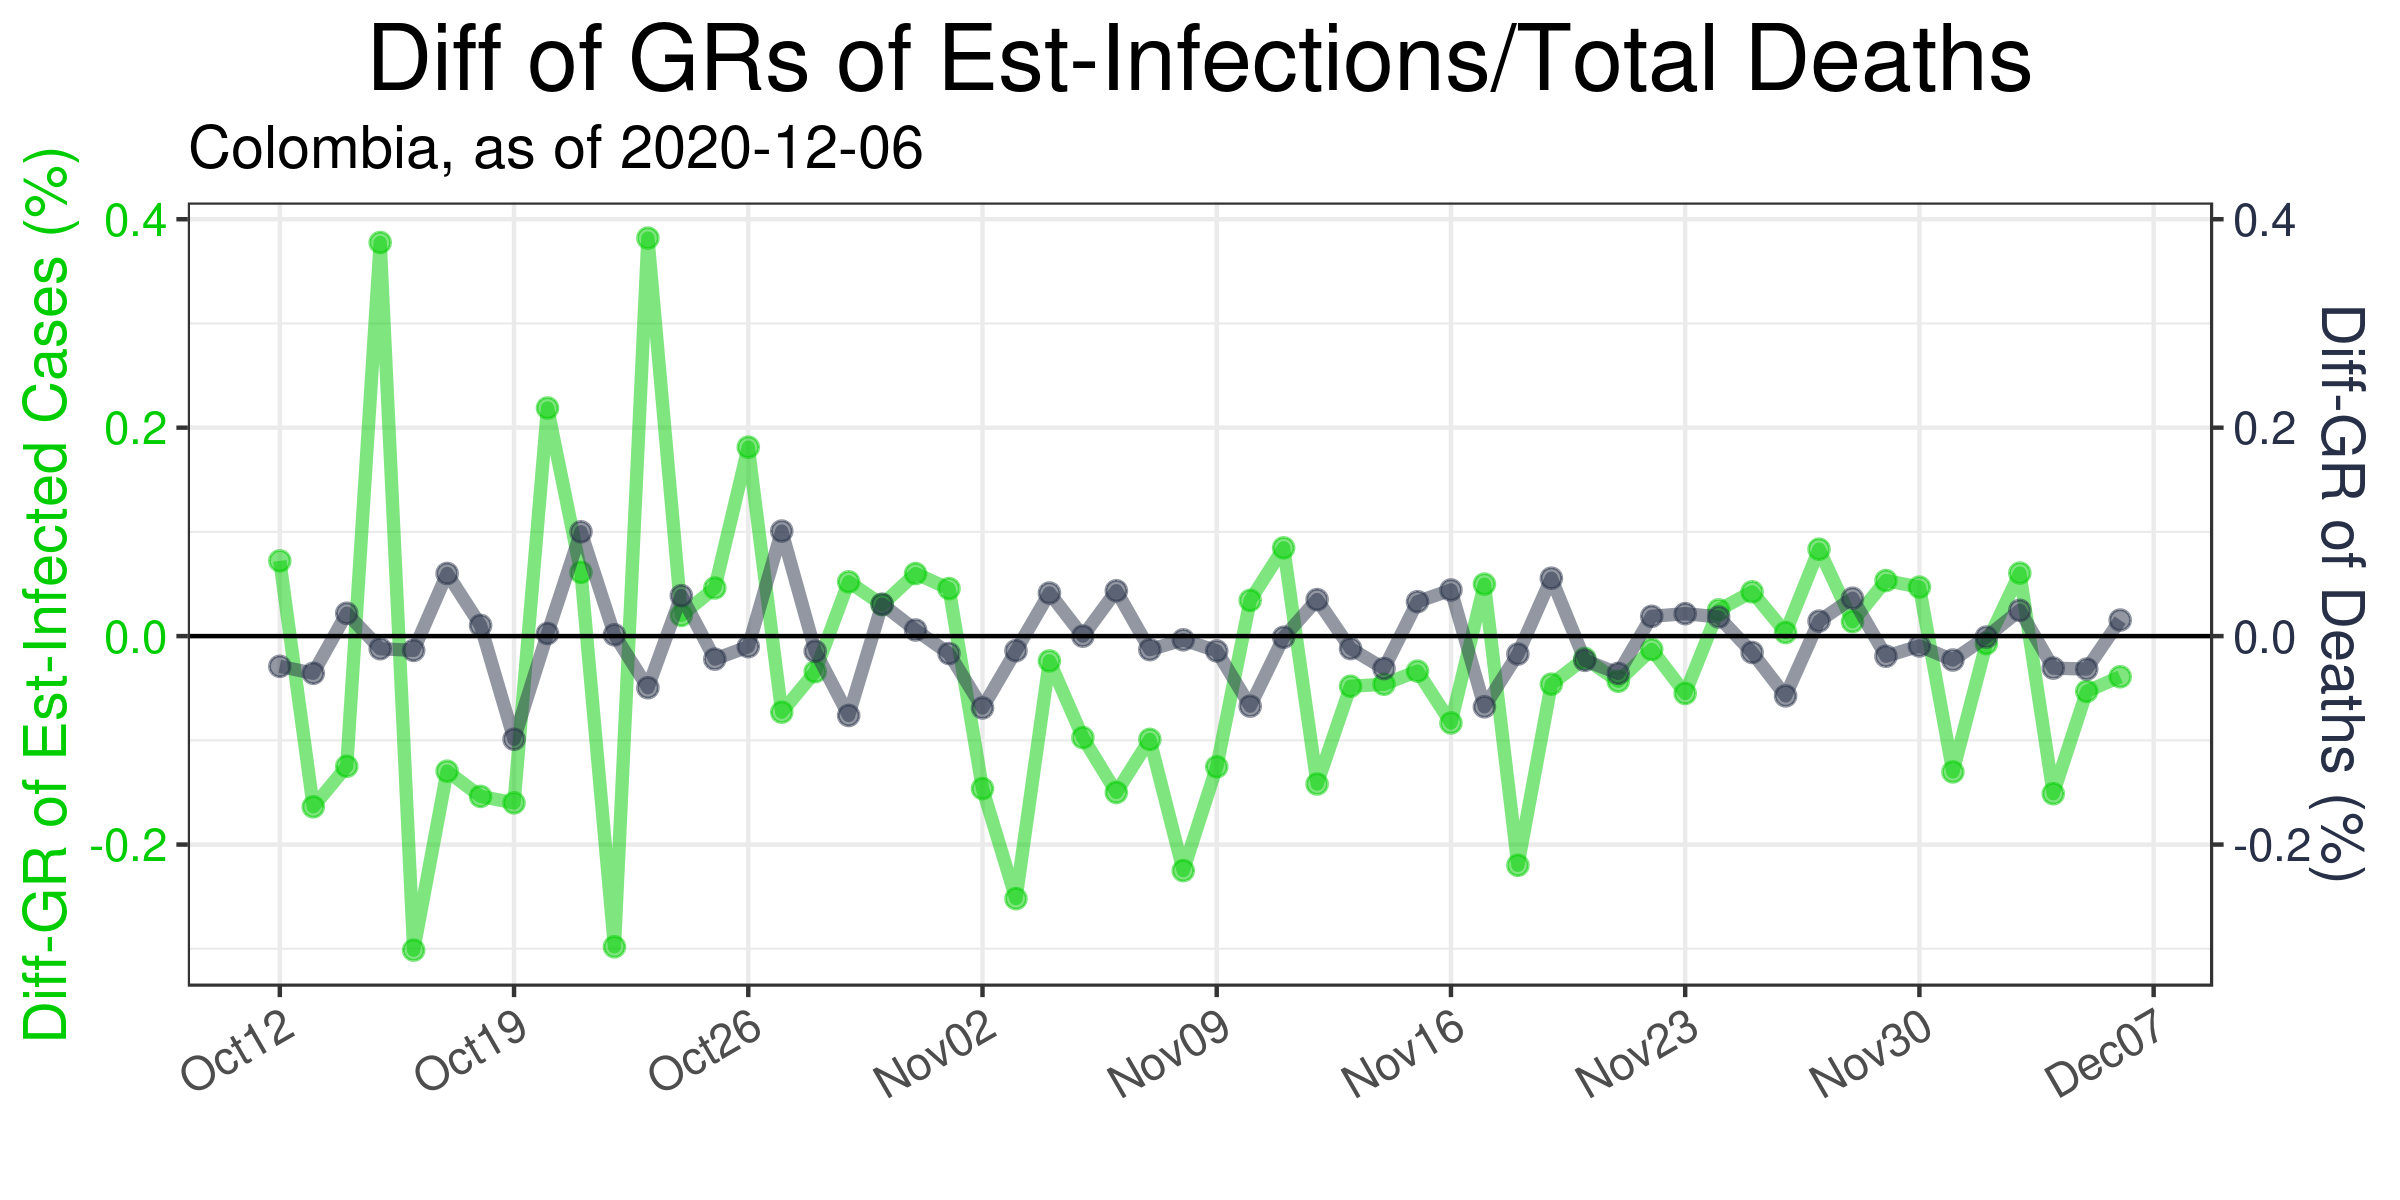 Diff of GRs of Est-Infections/Total Deaths
Colombia, as of 2020-12-06
Diff-GR of Est-Infected Cases (%)
0.4
0.2
0.0
-0.2
0.4
0.2
0.0
-0.2
Diff-GR of Deaths (%)
Oct12
Oct19
Oct26
Nov02
Nov09
Nov16
Nov23
Nov30
Dec07